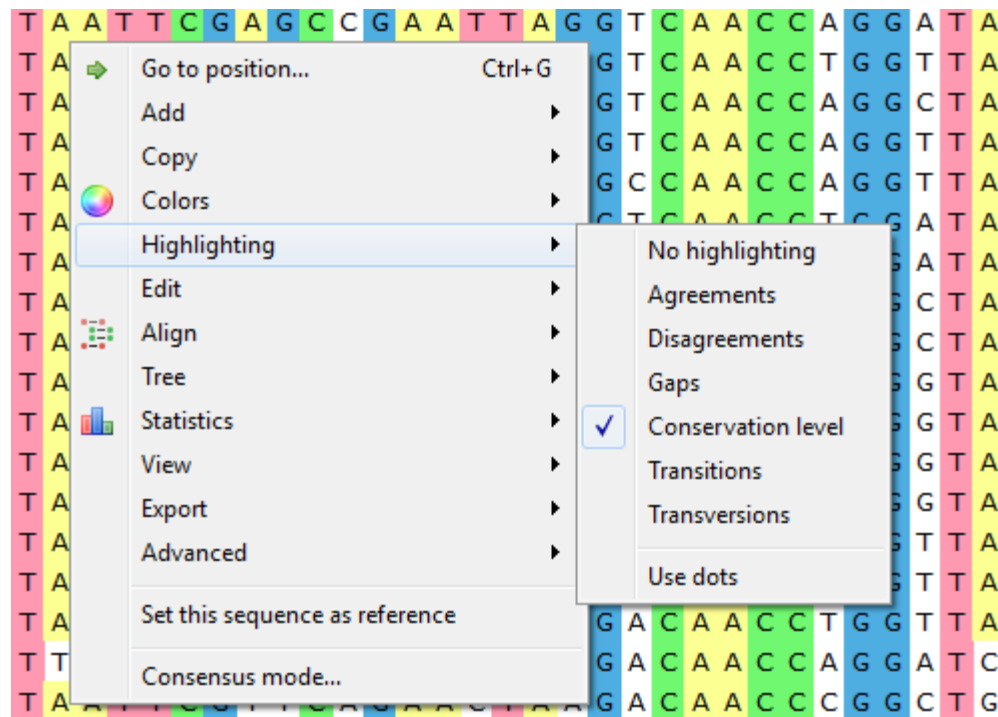 T A A T T C G A G C C G A A T T A G G T C A A C C A G G A T A
T A G T C A A C C T G G T T A
T A G T C A A C C A G G C T A
T A G T C A A C C A G G T T A
T A G C C A A C C A G G T T A
T A A T A
T A A T A
T A C T A
T A C T A
T A G T A
T A G T A
T A G T A
T A G T A
T A T T A
T A T T A
T A G A C A A C C T G G T T A
T T G A C A A C C A G G A T C
T A G A C A A C C C G G C T G
Go to position... Ctrl+G
Add
Copy
Colors
Highlighting
Edit
Align
Tree
Statistics
View
Export
Advanced
Set this sequence as reference
Consensus mode...
No highlighting
Agreements
Disagreements
Gaps
Conservation level
Transitions
Transversions
Use dots